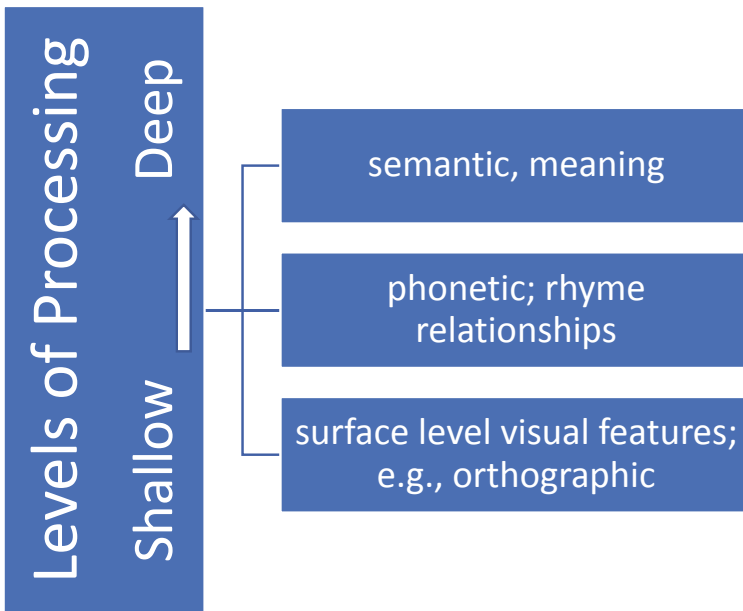 Levels of Processing
Shallow
Deep
semantic, meaning
phonetic; rhyme
relationships
surface level visual features;
e.g., orthographic